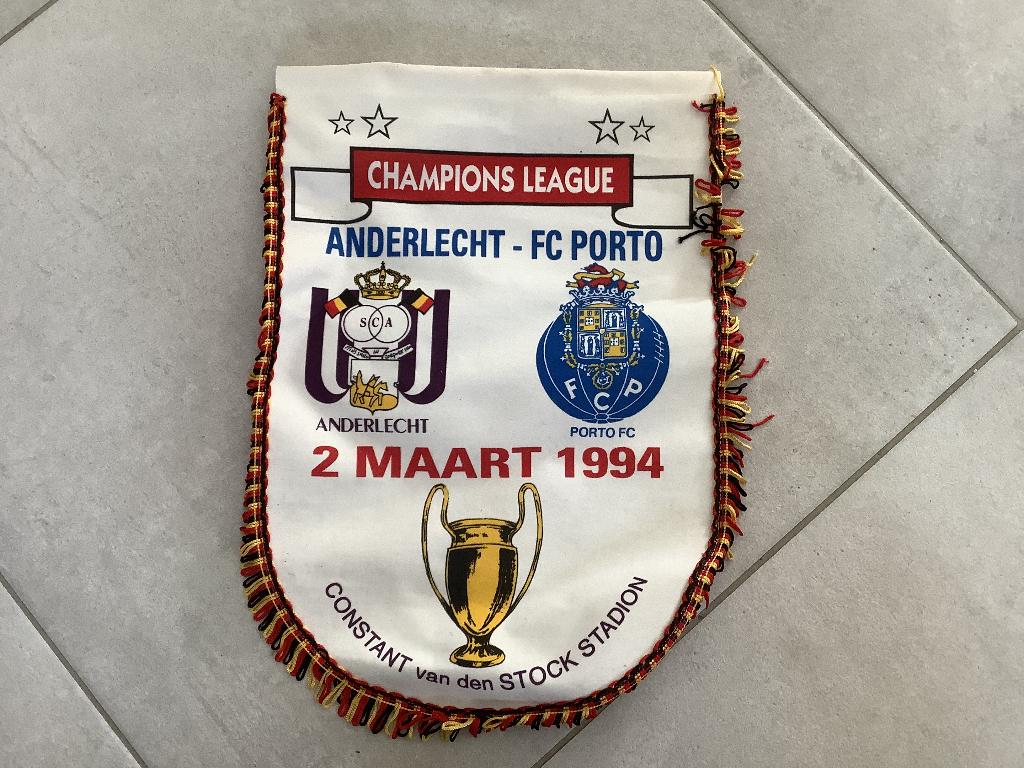 CHAMPIONS LEAGUE
ANDERLECHT - FC PORTO
SCA
FCP
ANDERLECHT
PORTO FC
2 MAART 1994
CONSTANT van den STOCK STADION